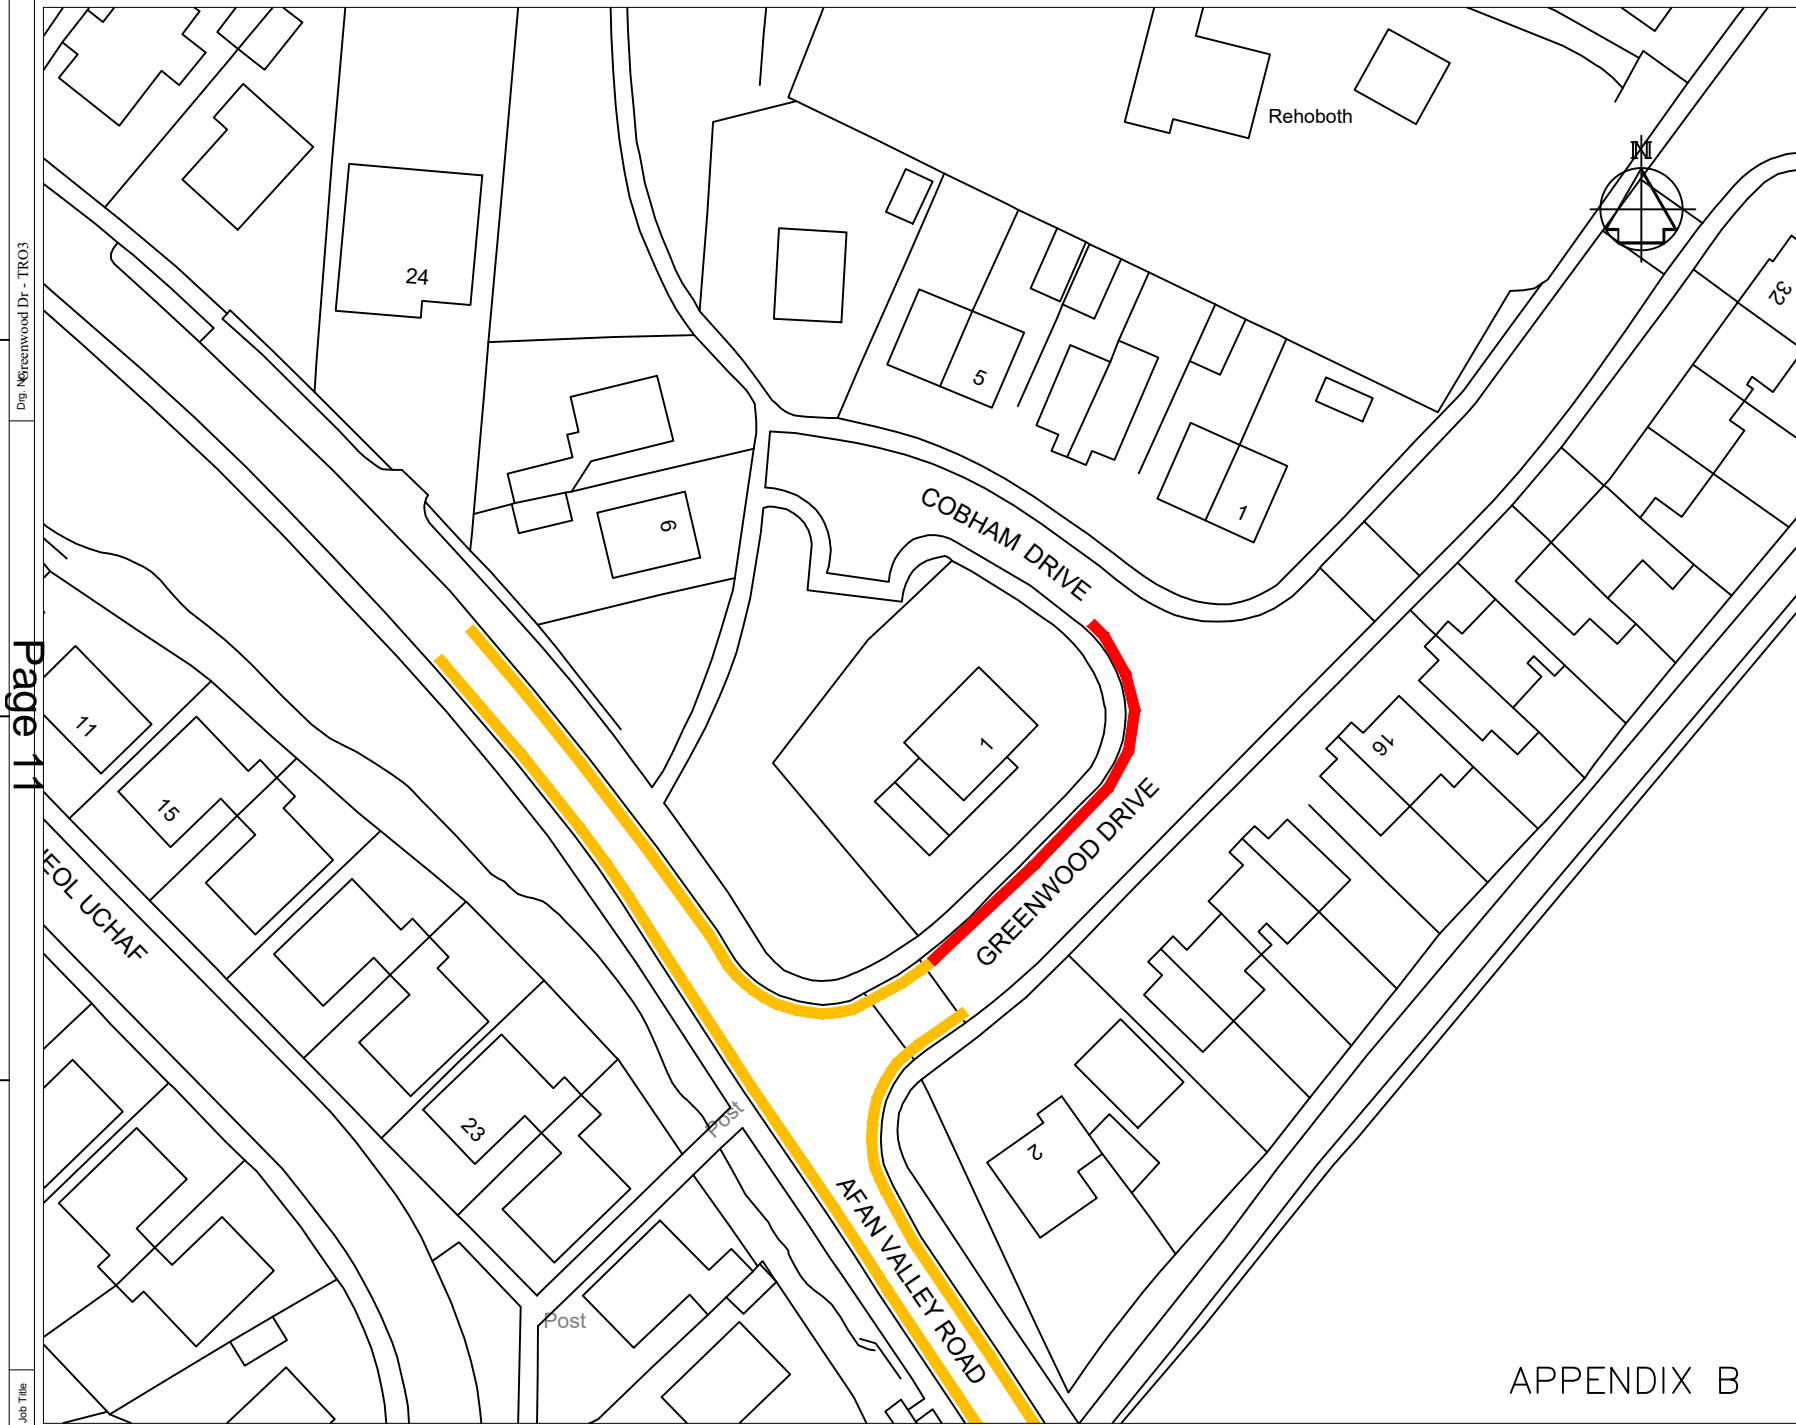 Rehoboth
N
24
Drg. No.
Greenwood Dr - TRO3
32
5
1
6
COBHAM DRIVE
Page 11
11
1
16
15
GREENWOOD DRIVE
EOL UCHAF
23
Post
2
AFAN VALLEY ROAD
Post
APPENDIX B
Job Title